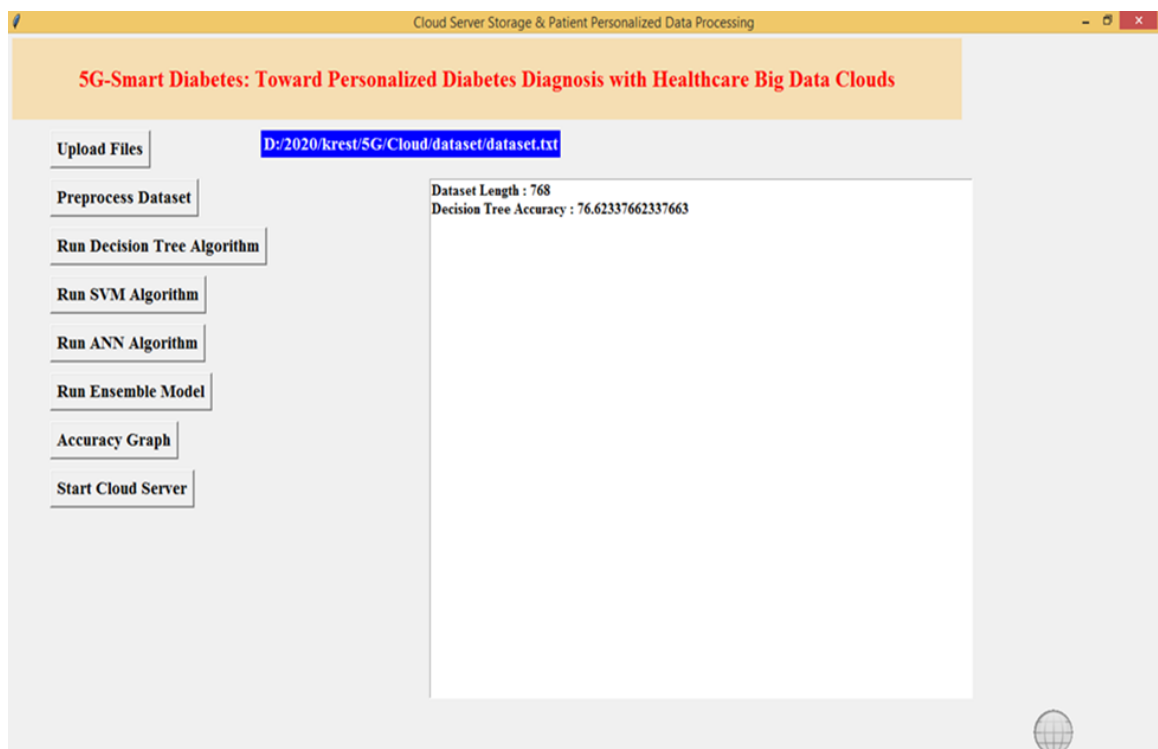 Cloud Server Storage & Patient Personalized Data Processing
5G-Smart Diabetes: Toward Personalized Diabetes Diagnosis with Healthcare Big Data Clouds
Upload Files
D:/2020/krest/5G/Cloud/dataset/dataset.txt
Preprocess Dataset
Dataset Length : 768
Decision Tree Accuracy : 76.62337662337663
Run Decision Tree Algorithm
Run SVM Algorithm
Run ANN Algorithm
Run Ensemble Model
Accuracy Graph
Start Cloud Server